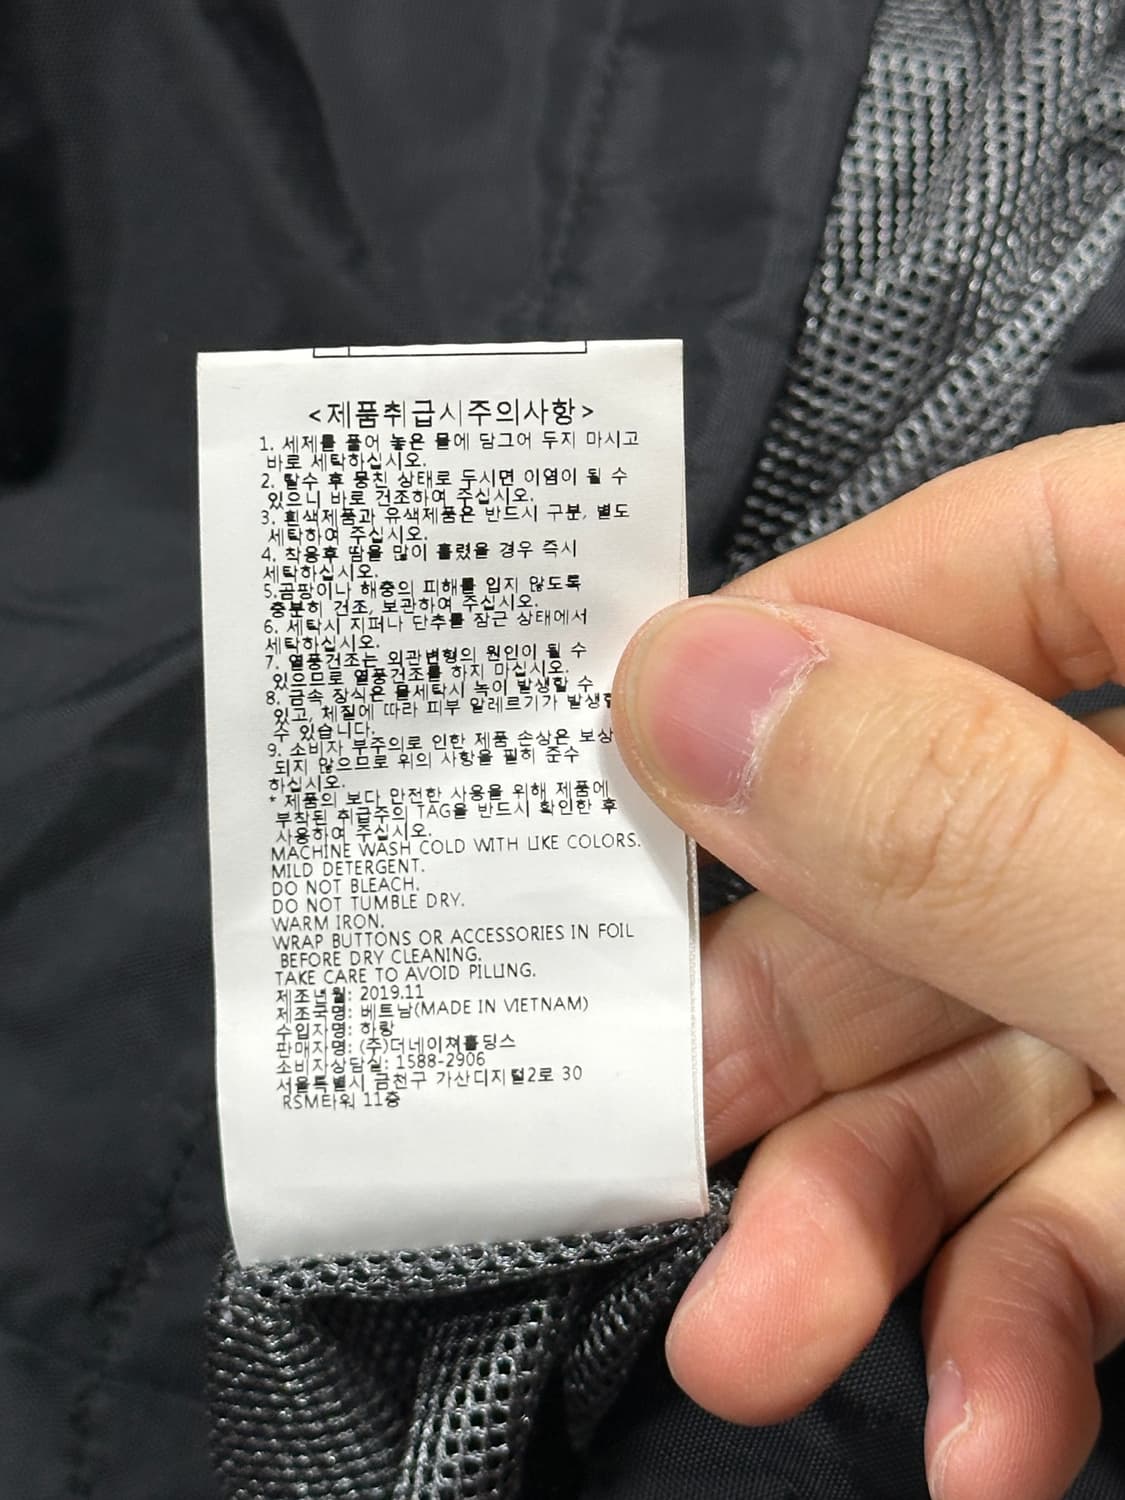 <제품취급시주의사항>
1. 세제를 풀어 놓은 물에 담그어 두지 마시고
바로 세탁하십시오.
2. 탈수 후 뭉친 상태로 두시면 이염이 될 수
있으니 바로 건조하여 주십시오.
3. 흰색제품과 유색제품은 반드시 구분, 별도
세탁하여 주십시오.
4. 착용후 땀을 많이 흘렸을 경우 즉시
세탁하십시오.
5.곰팡이나 해충의 피해를 입지 않도록
충분히 건조, 보관하여 주십시오.
6. 세탁시 지퍼나 단추를 잠근 상태에서
세탁하십시오.
7. 열풍건조는 외관변형의 원인이 될 수
있으므로 열풍건조를 하지 마십시오.
8. 금속 장식은 물세탁시 녹이 발생할 수
있고, 체질에 따라 피부 알레르기가 발생할
수 있습니다.
9. 소비자 부주의로 인한 제품 손상은 보상
되지 않으므로 위의 사항을 필히 준수
하십시오.
* 제품의 보다 안전한 사용을 위해 제품에
부착된 취급주의 TAG을 반드시 확인한 후
사용하여 주십시오.
MACHINE WASH COLD WITH LIKE COLORS.
MILD DETERGENT.
DO NOT BLEACH.
DO NOT TUMBLE DRY.
WARM IRON.
WRAP BUTTONS OR ACCESSORIES IN FOIL
BEFORE DRY CLEANING.
TAKE CARE TO AVOID PILLING.
제조년월: 2019.11
제조국명: 베트남(MADE IN VIETNAM)
수입자명: 하랑
판매자명: (주)더네이쳐홀딩스
소비자상담실: 1588-2906
서울특별시 금천구 가산디지털2로 30
RSM타워 11층